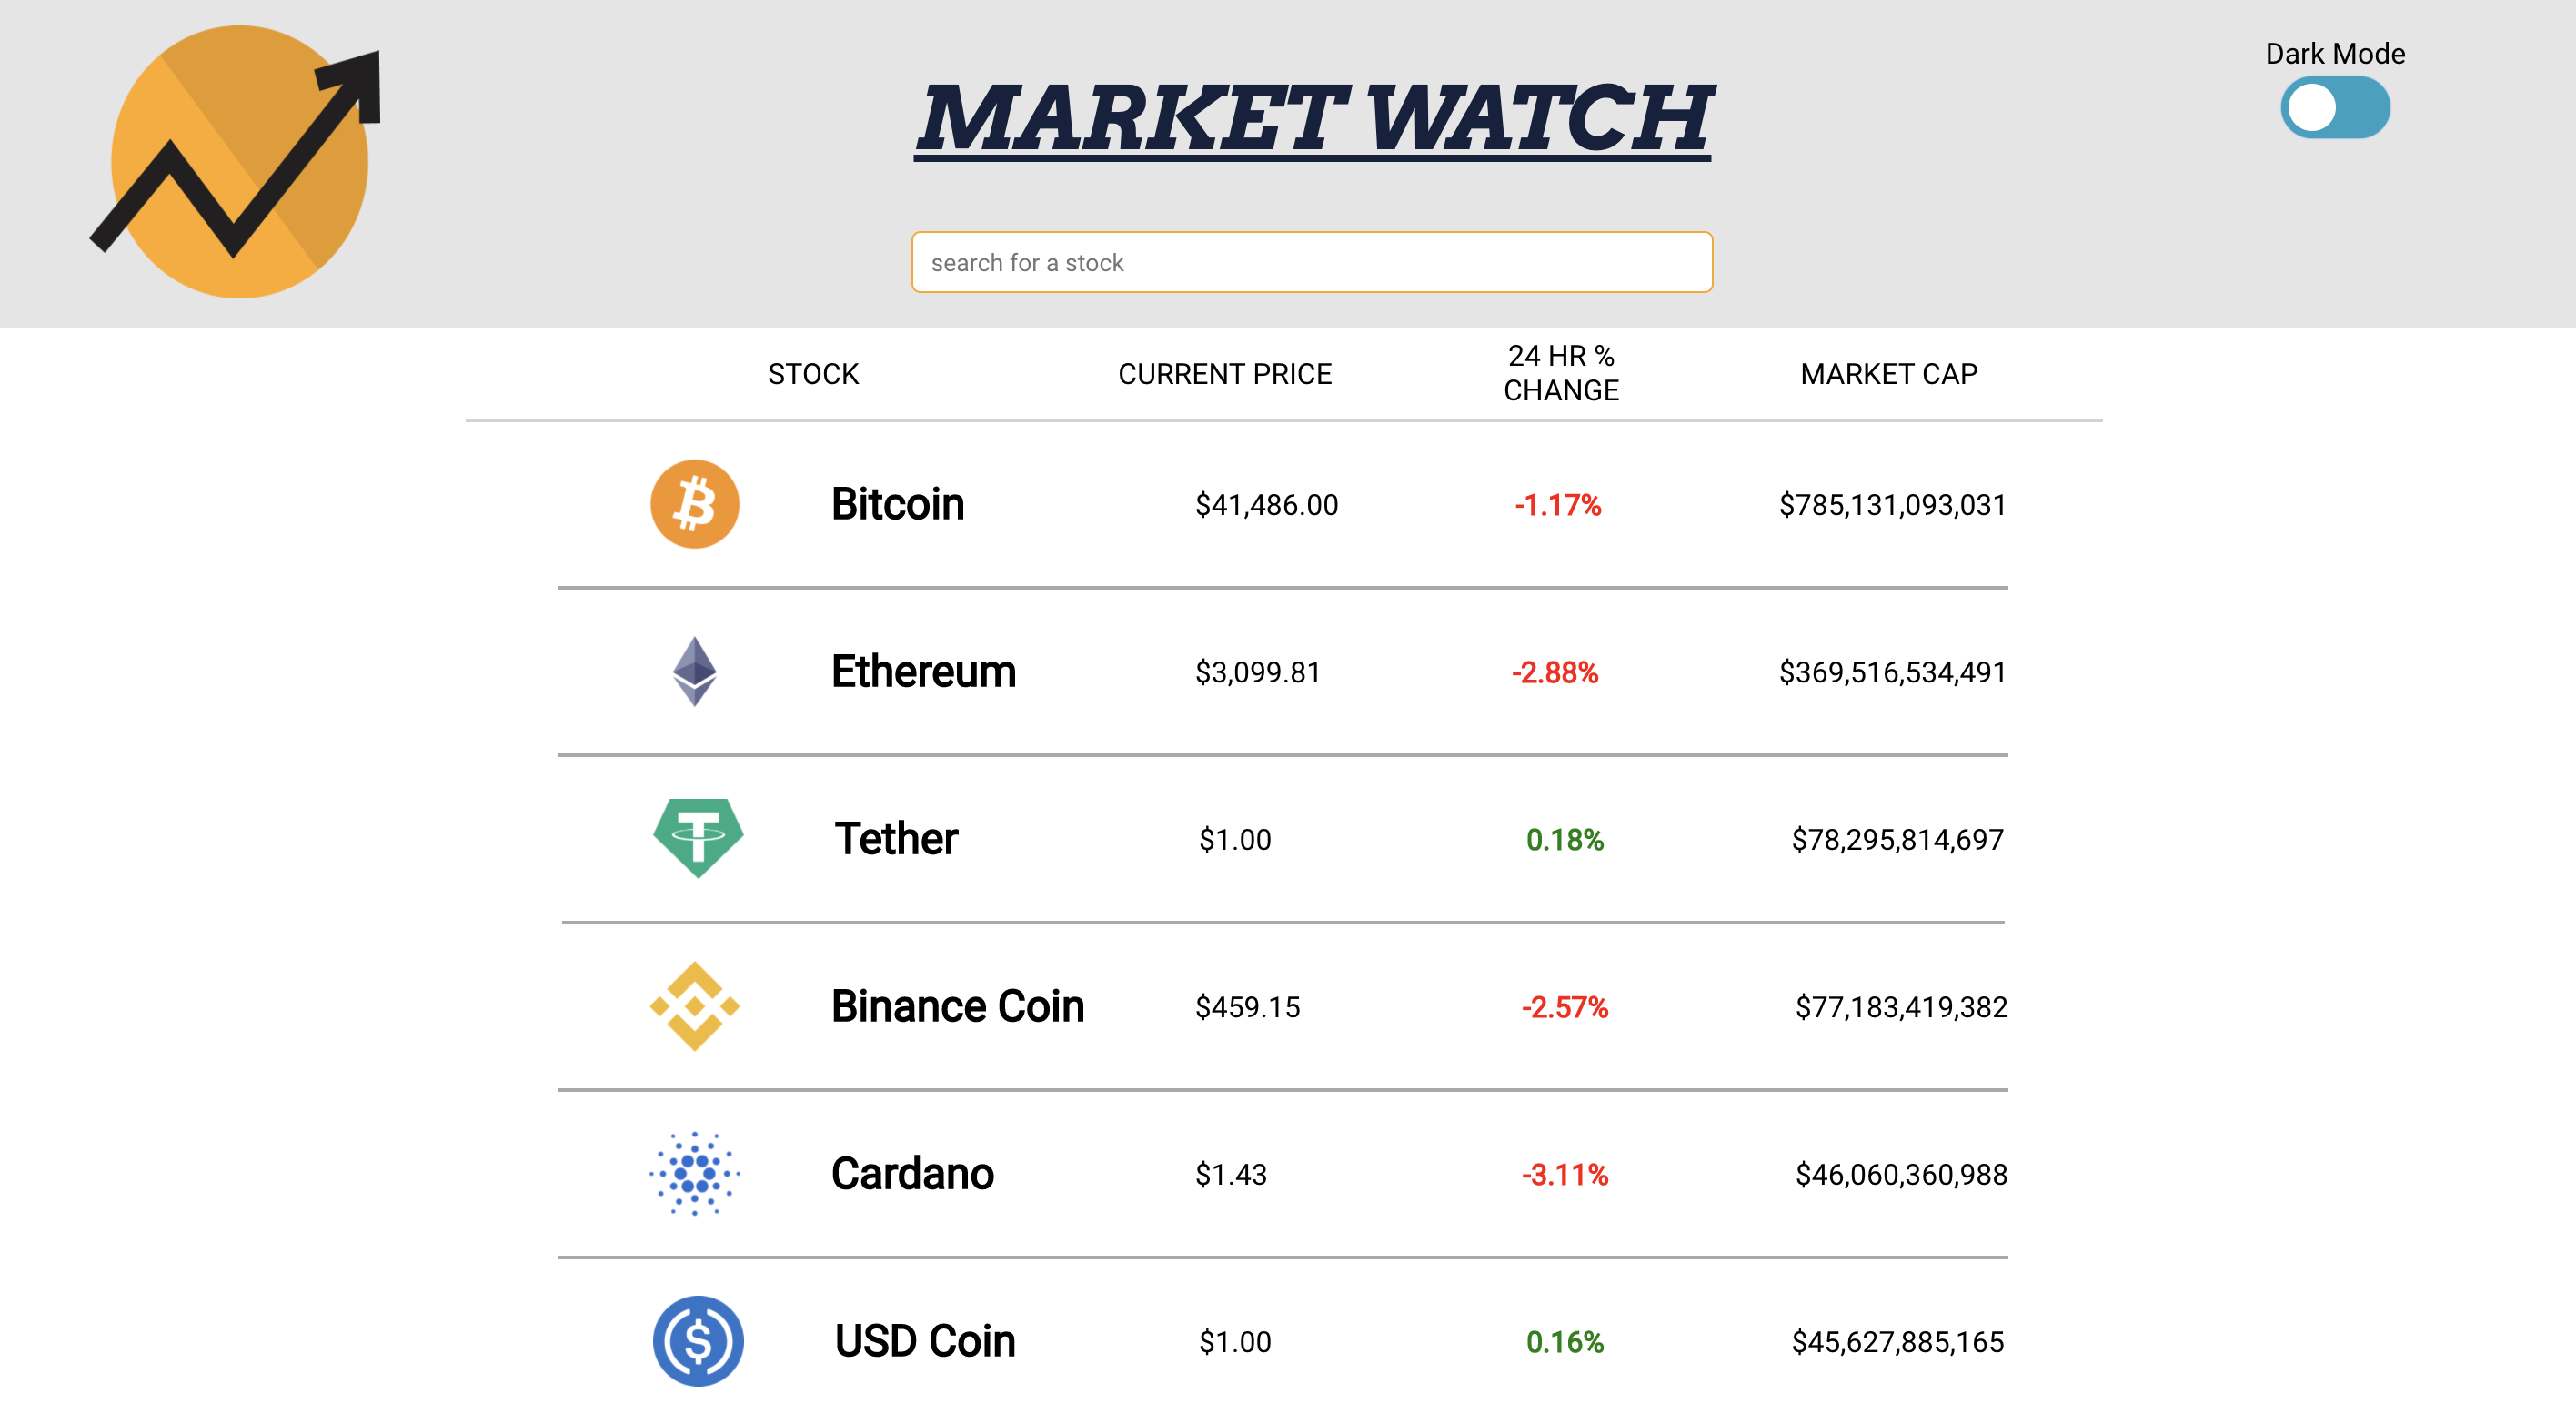 Dark Mode
MARKET WATCH
search for a stock
STOCK CURRENT PRICE 24 HR % CHANGE MARKET CAP
Bitcoin $41,486.00 -1.17% $785,131,093,031
Ethereum $3,099.81 -2.88% $369,516,534,491
Tether $1.00 0.18% $78,295,814,697
Binance Coin $459.15 -2.57% $77,183,419,382
Cardano $1.43 -3.11% $46,060,360,988
USD Coin $1.00 0.16% $45,627,885,165